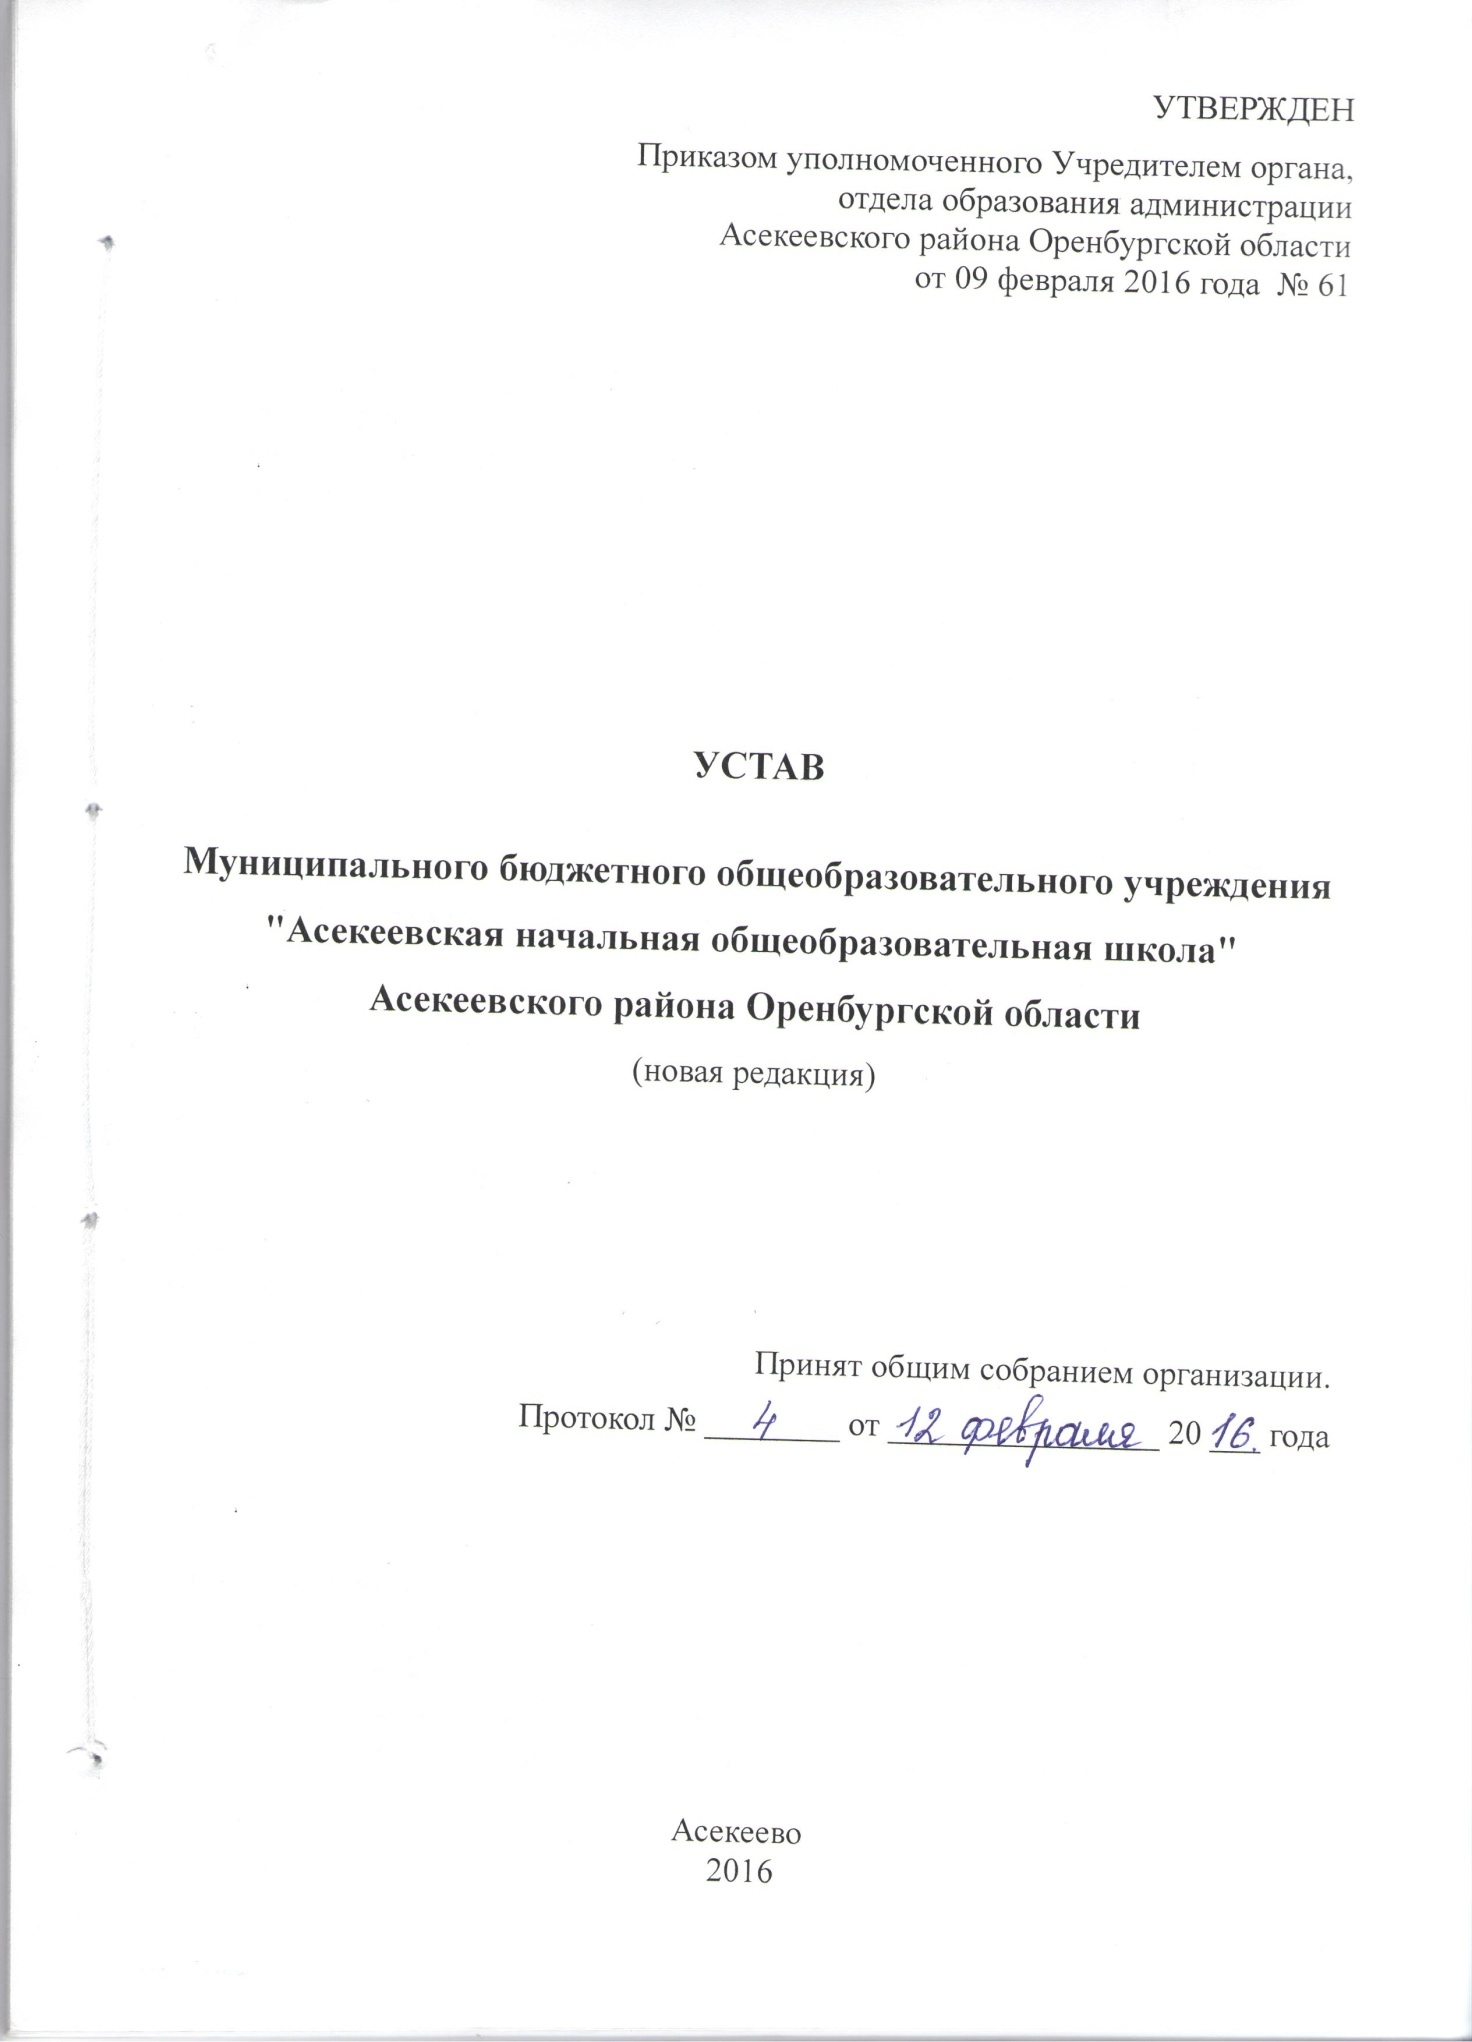 УТВЕРЖДЕН
Приказом уполномоченного Учредителем органа,
отдела образования администрации
Асекеевского района Оренбургской области
от 09 февраля 2016 года № 61
УСТАВ
Муниципального бюджетного общеобразовательного учреждения
"Асекеевская начальная общеобразовательная школа"
Асекеевского района Оренбургской области
(новая редакция)
Принят общим собранием организации.
Протокол № 4 от 12 февраля 20 16. года
Асекеево
2016